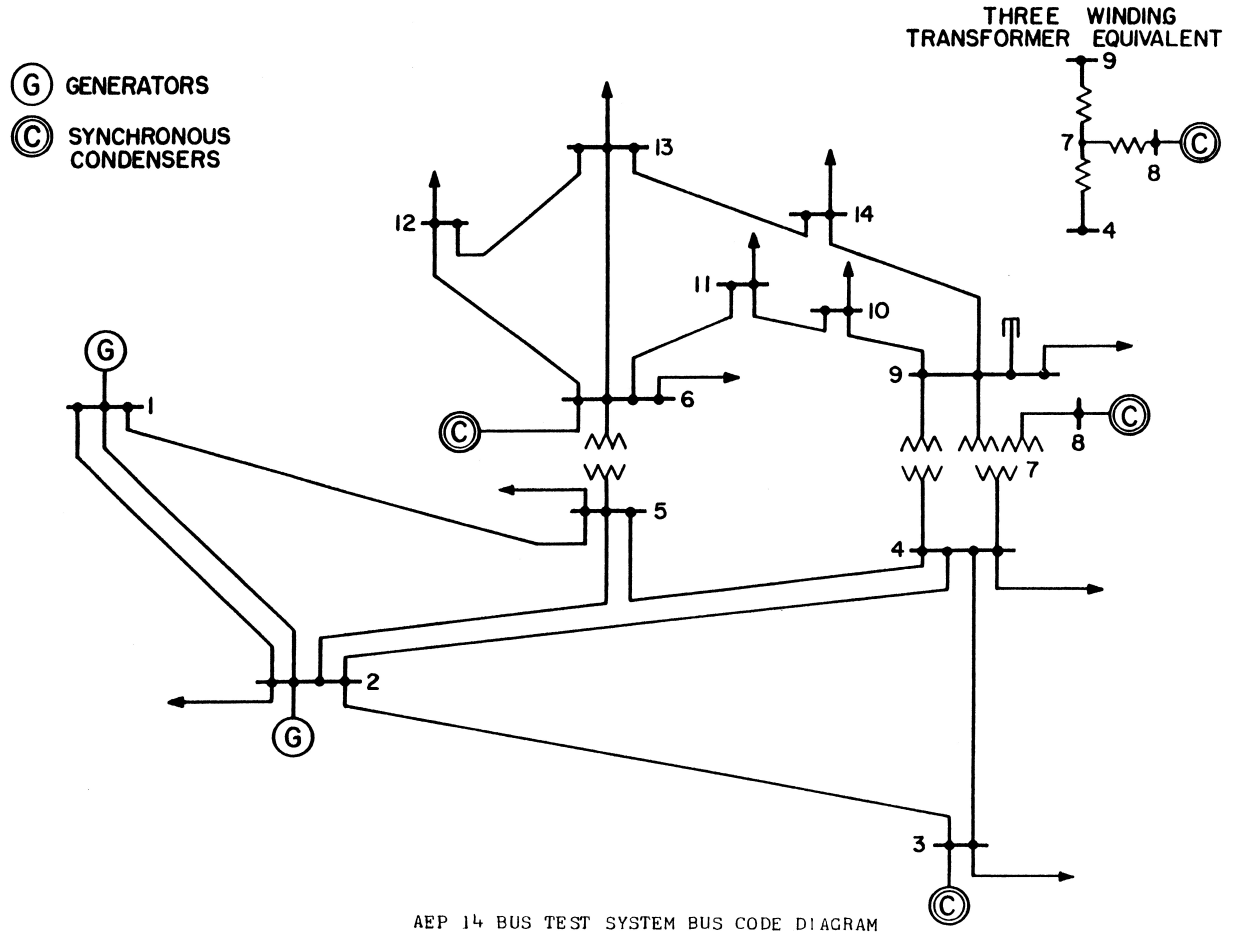 THREE WINDING
TRANSFORMER EQUIVALENT
9
7
C
8
4
G GENERATORS
C SYNCHRONOUS
CONDENSERS
13
12
14
11
10
G
1
9
6
C
C
8
7
5
4
2
G
3
C
AEP 14 BUS TEST SYSTEM BUS CODE DIAGRAM